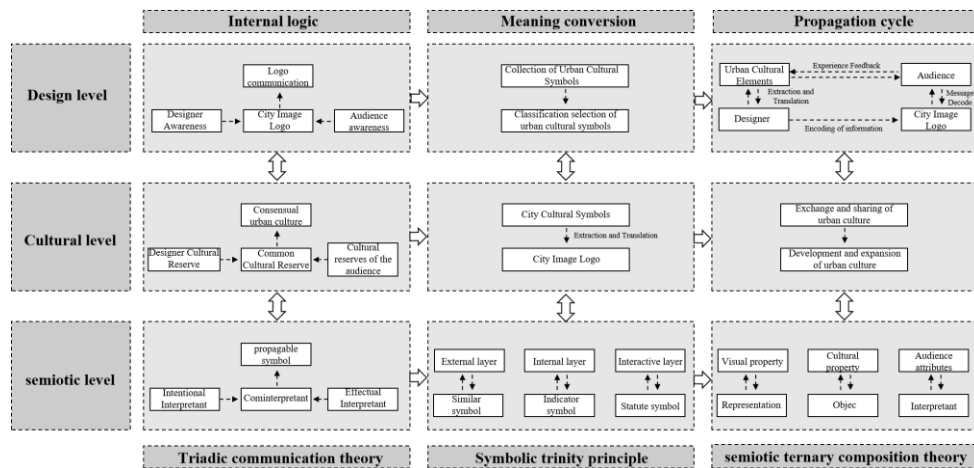 Internal logic
Meaning conversion
Propagation cycle
Design level
Logo
communication
Designer
Awareness
City Image
Logo
Audience
awareness
Collection of Urban Cultural
Symbols
Classification selection of
urban cultural symbols
Urban Cultural
Elements
Experience Feedback
Audience
Extraction and
Translation
Message
Decode
Designer
Encoding of information
City Image
Logo
Cultural level
Consensual
urban culture
Designer Cultural
Reserve
Common
Cultural Reserve
Cultural
reserves of the
audience
City Cultural Symbols
Extraction and Translation
City Image Logo
Exchange and sharing of
urban culture
Development and expansion
of urban culture
semiotic level
propagable
symbol
Intentional
Interpretant
Cominterpretant
Effectual
Interpretant
External layer
Internal layer
Interactive layer
Similar
symbol
Indicator
symbol
Statute symbol
Visual property
Cultural
property
Audience
attributes
Representation
Objec
Interpretant
Triadic communication theory
Symbolic trinity principle
semiotic ternary composition theory